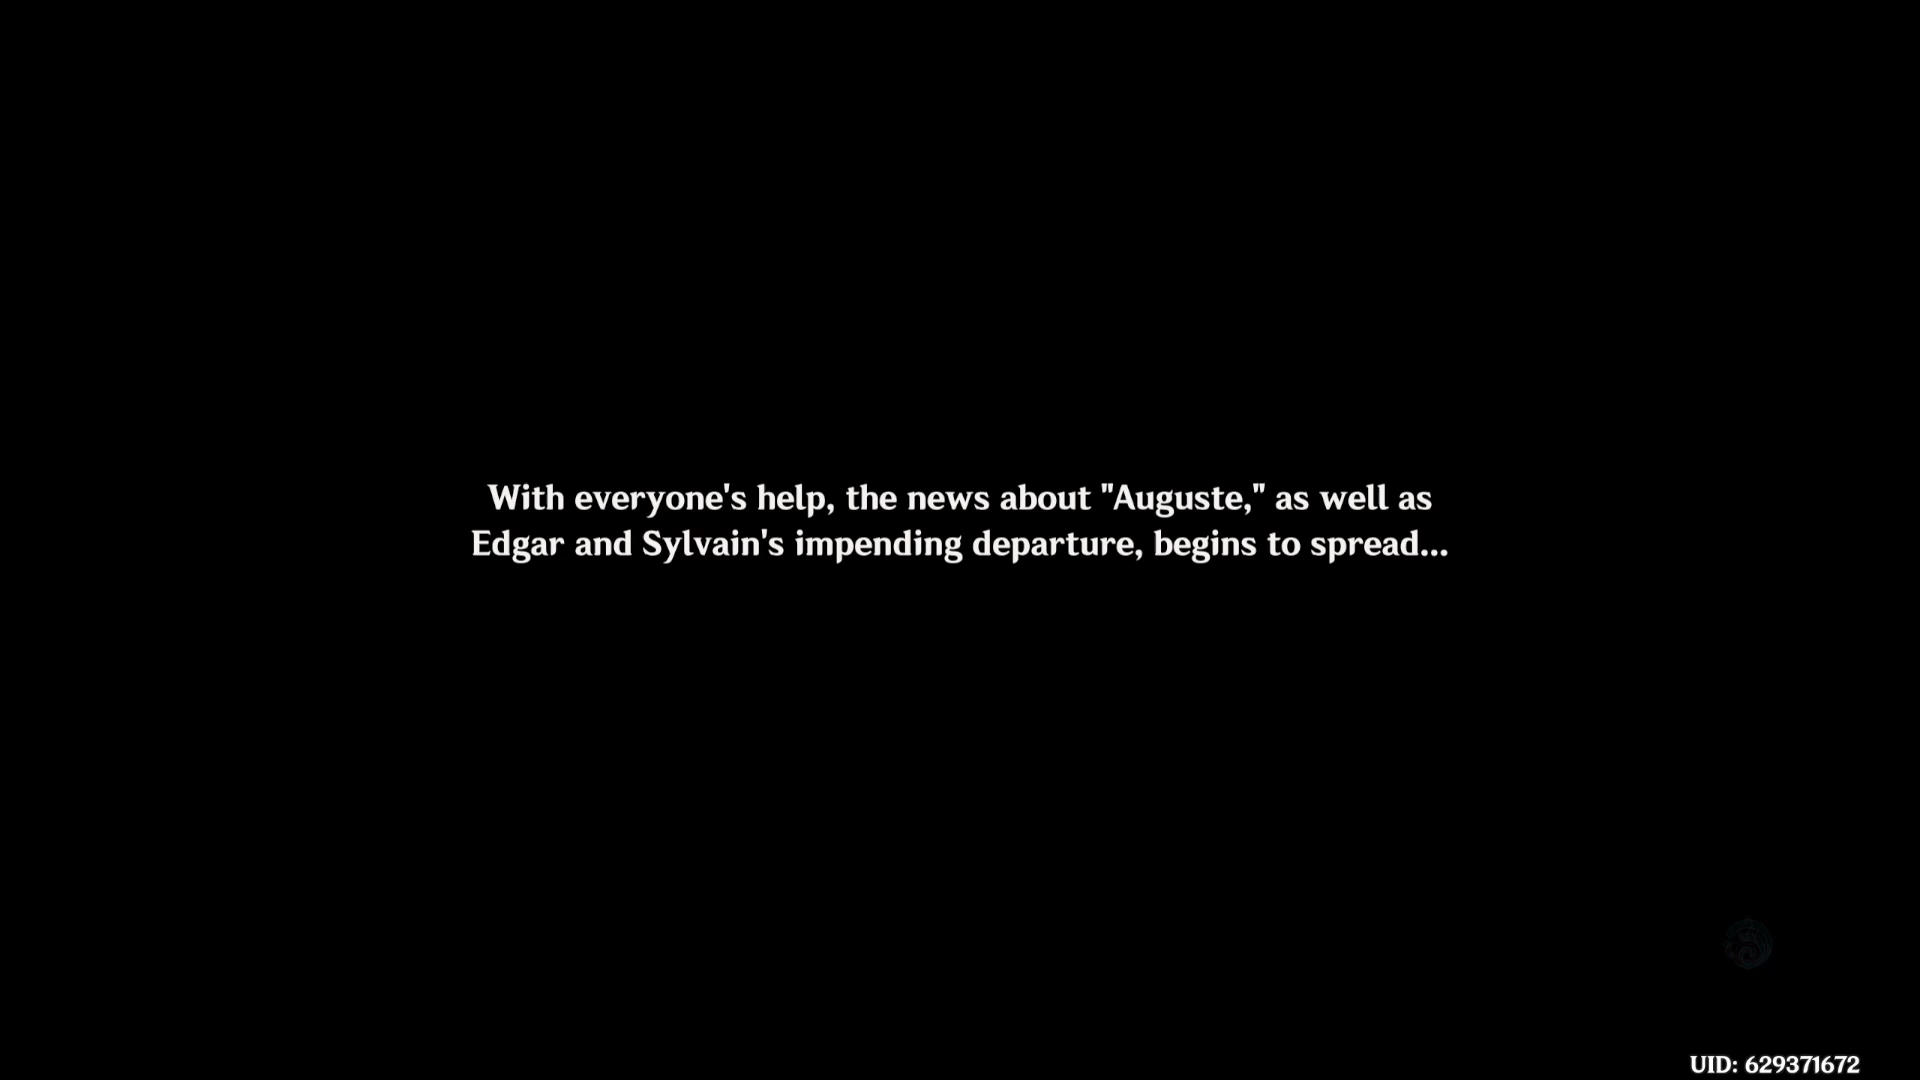 With everyone's help, the news about "Auguste," as well as
Edgar and Sylvain's impending departure, begins to spread...
UID: 629371672